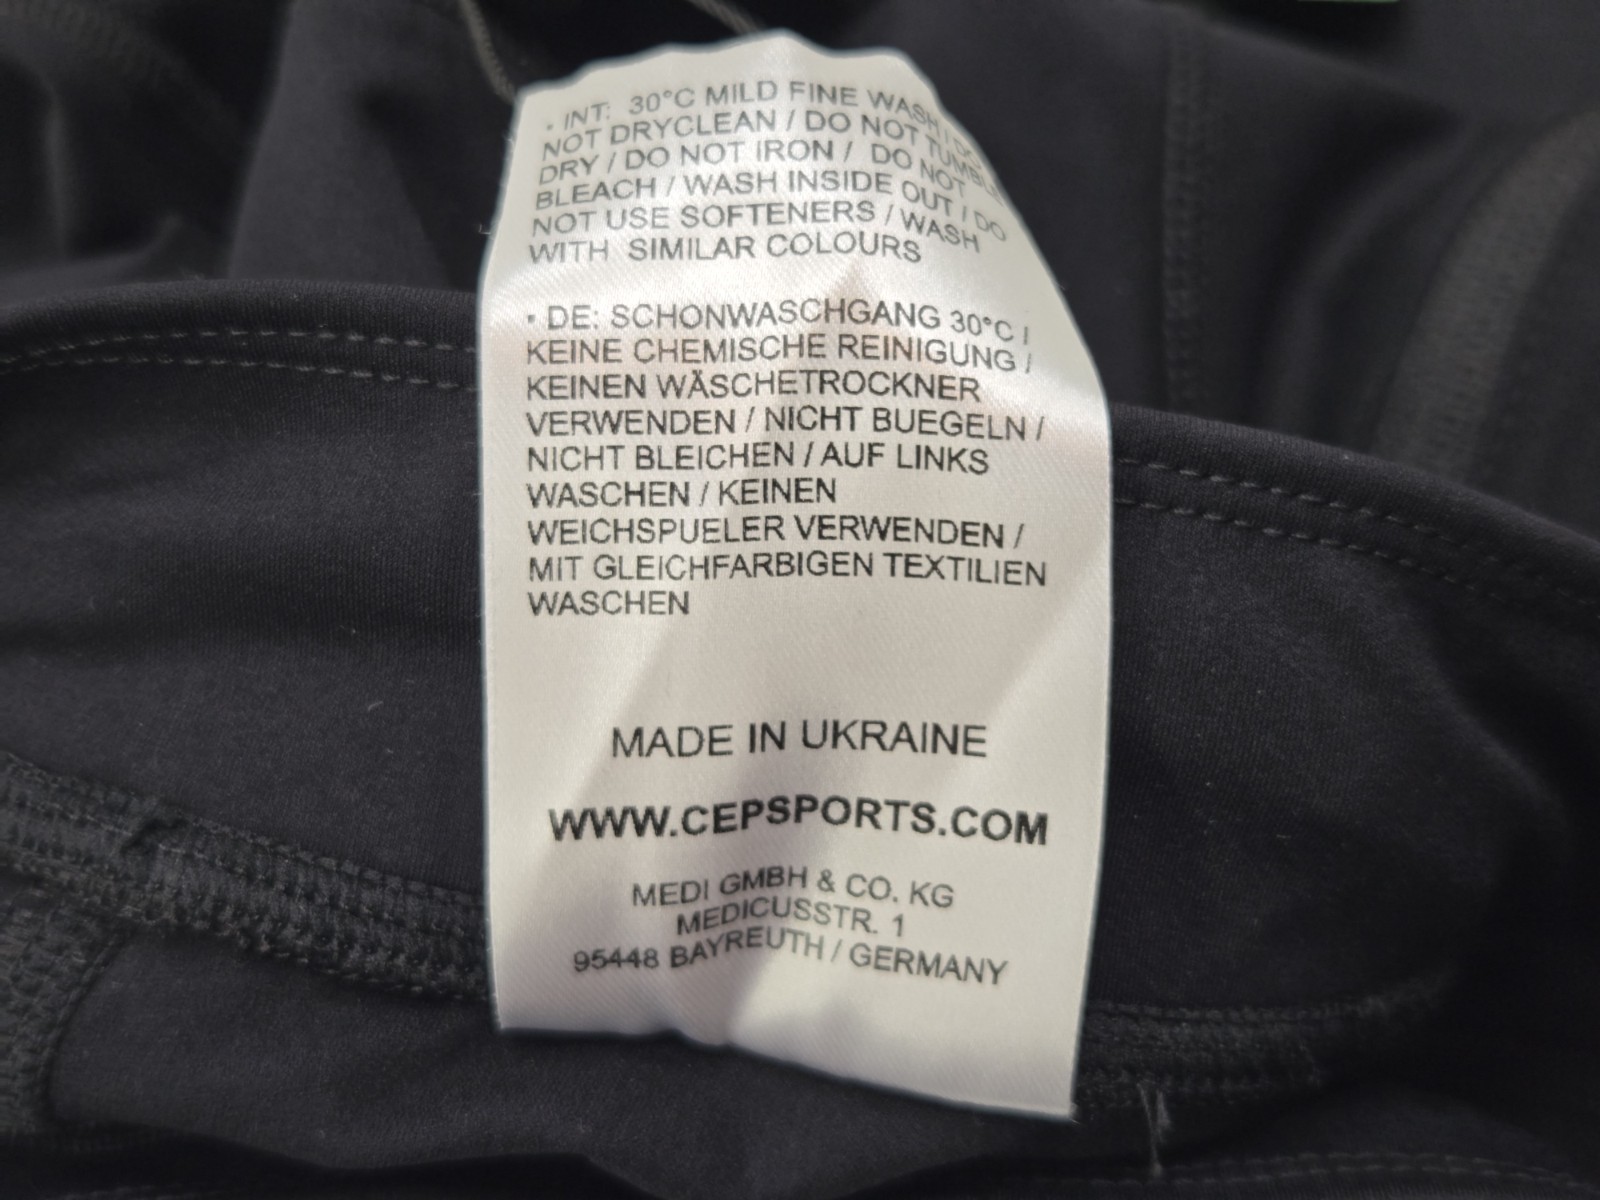 • INT: 30°C MILD FINE WASH / DO
NOT DRYCLEAN / DO NOT TUMBLE
DRY / DO NOT IRON / DO NOT
BLEACH / WASH INSIDE OUT / DO
NOT USE SOFTENERS / WASH
WITH SIMILAR COLOURS
• DE: SCHONWASCHGANG 30°C /
KEINE CHEMISCHE REINIGUNG /
KEINEN WÄSCHETROCKNER
VERWENDEN / NICHT BUEGELN /
NICHT BLEICHEN / AUF LINKS
WASCHEN / KEINEN
WEICHSPUELER VERWENDEN /
MIT GLEICHFARBIGEN TEXTILIEN
WASCHEN
MADE IN UKRAINE
WWW.CEPSPORTS.COM
MEDI GMBH & CO. KG
MEDICUSSTR. 1
95448 BAYREUTH / GERMANY